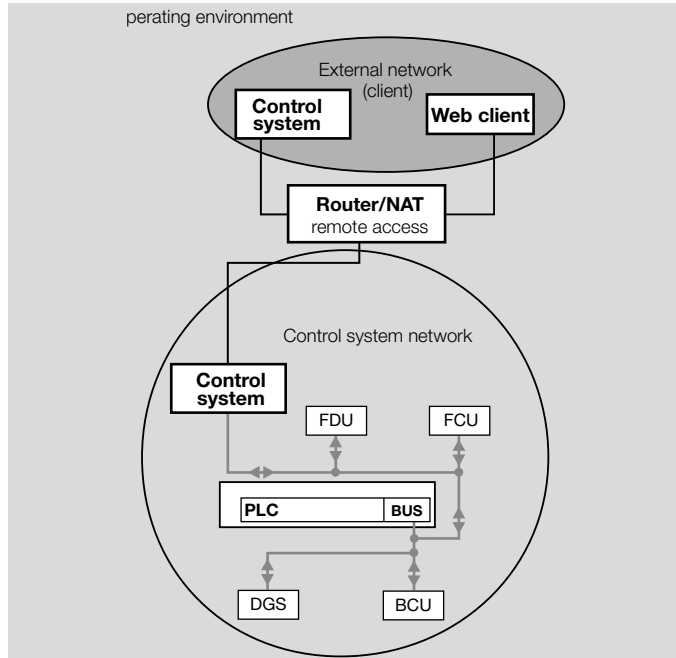 perating environment
External network
(client)
Control
system
Web client
Router/NAT
remote access
Control system network
Control
system
FDU
FCU
PLC
BUS
DGS
BCU